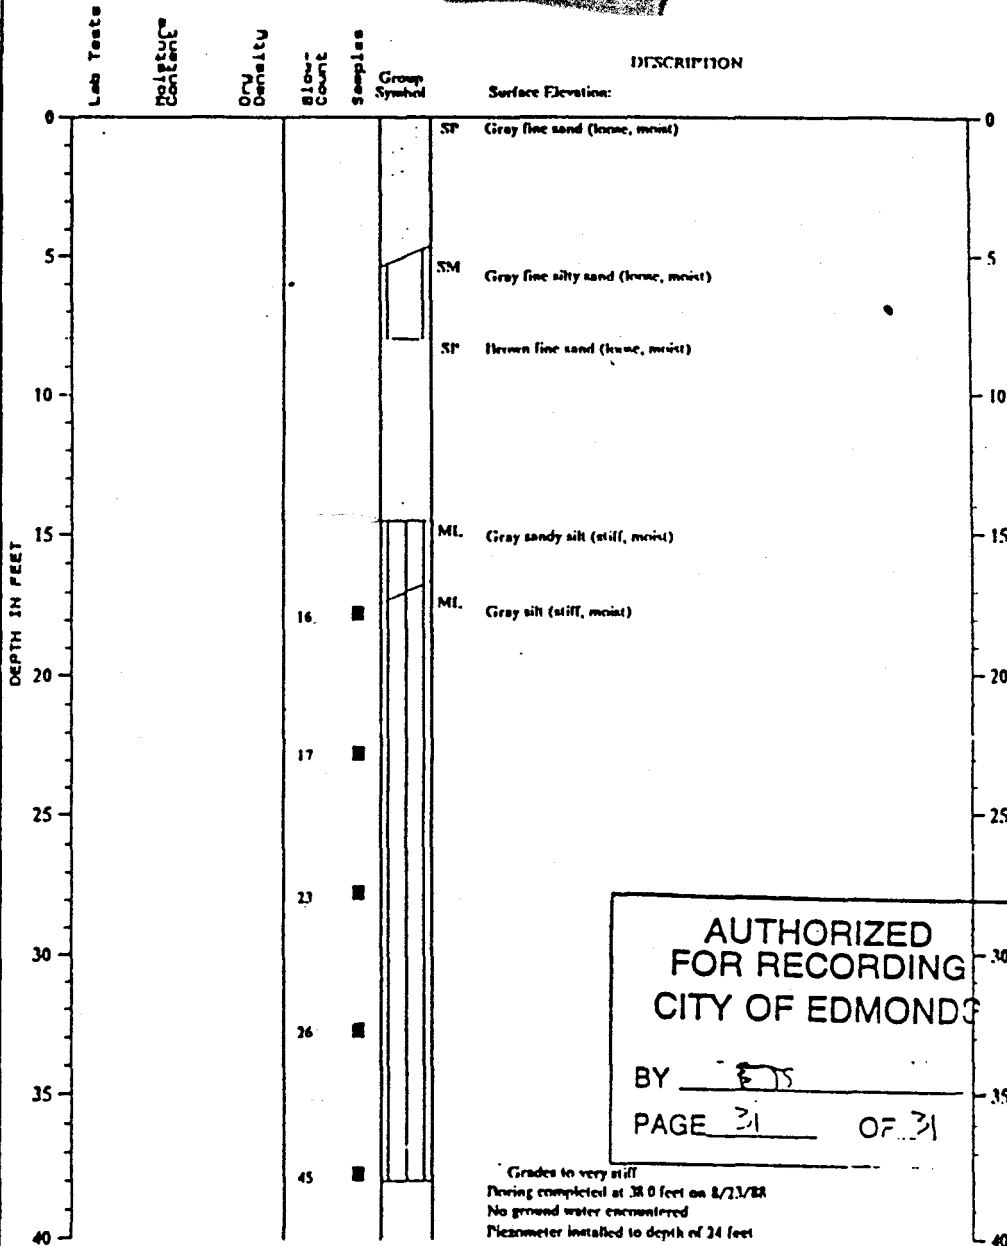 Lab Tests
Moisture Content
Dry Density
Blow-Count
Samples
Group Symbol
DESCRIPTION
Surface Elevation:
0 SP Gray fine sand (loose, moist) 0
5 SM Gray fine silty sand (loose, moist) 5
SP Brown fine sand (loose, moist)
10 10
15 ML Gray sandy silt (stiff, moist) 15
DEPTH IN FEET
16 ML Gray silt (stiff, moist)
20 20
17
25 25
23
AUTHORIZED
FOR RECORDING
30 30
CITY OF EDMONDS
26
BY
35 35
PAGE 31 OF 31
45 Grades to very stiff
Boring completed at 38.0 feet on 8/23/88
No ground water encountered
Piezometer installed to depth of feet
40 40